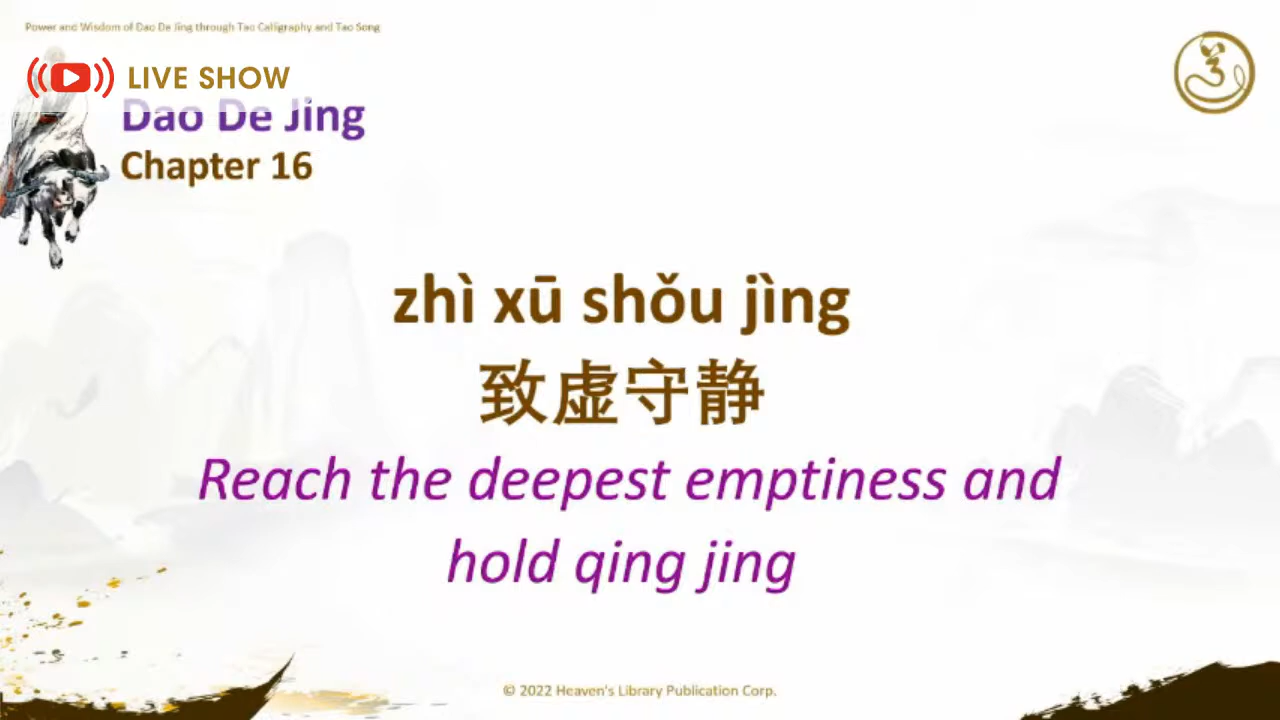 Power and Wisdom of Dao De Jing through Tao Calligraphy and Tao Song
LIVE SHOW
Dao De Jing
Chapter 16
zhì xū shǒu jìng
致虚守静
Reach the deepest emptiness and
hold qing jing
© 2022 Heaven's Library Publication Corp.